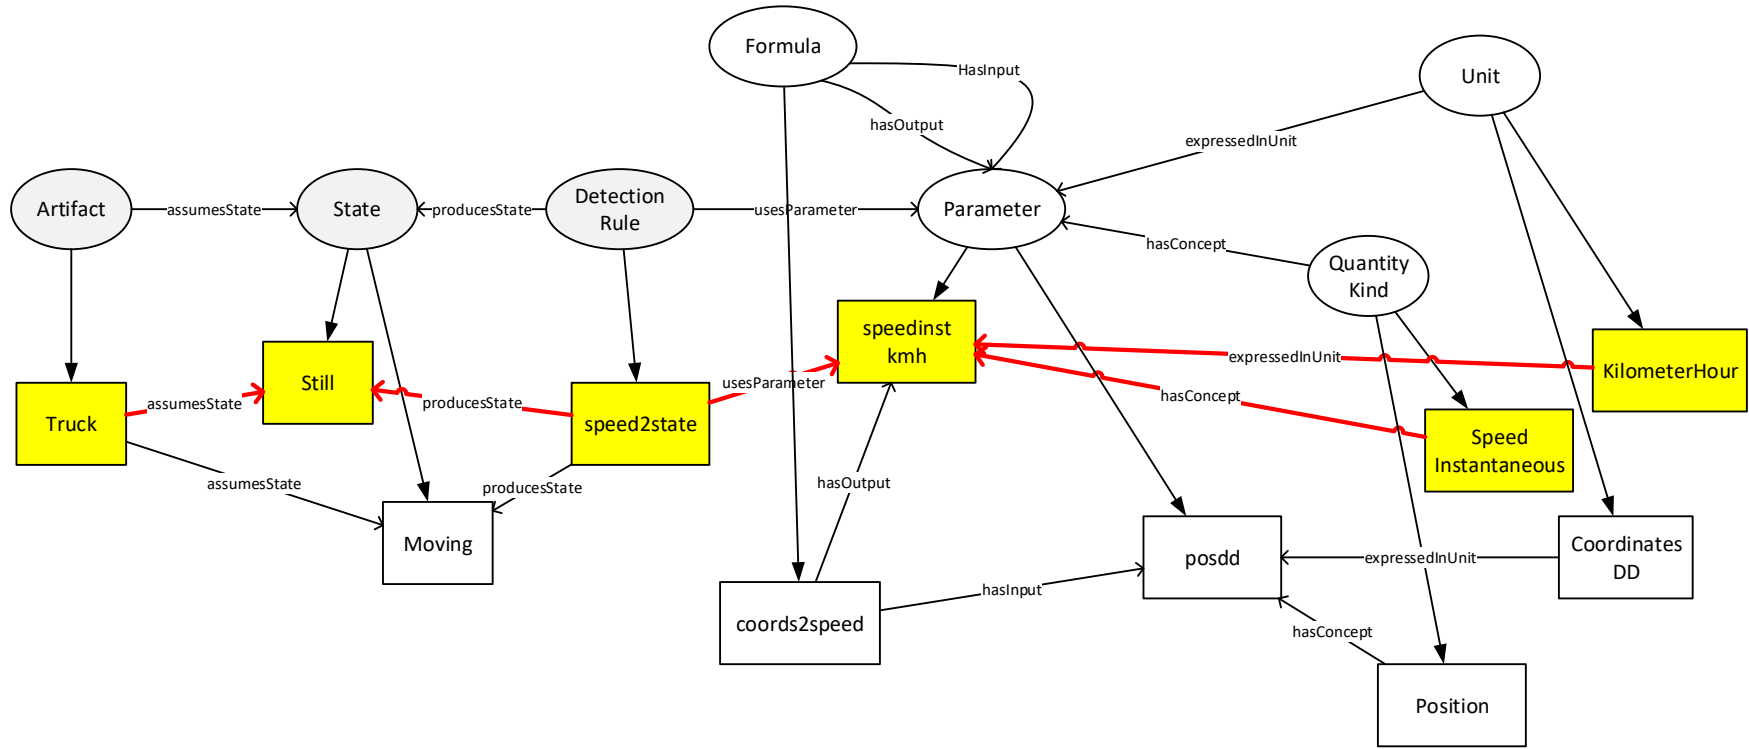 Formula
HasInput
Unit
hasOutput
expressedInUnit
Artifact
assumesState
State
producesState
Detection
Rule
usesParameter
Parameter
hasConcept
Quantity
Kind
speedinst
kmh
expressedInUnit
KilometerHour
Still
usesParameter
hasConcept
Truck
assumesState
producesState
speed2state
Speed
Instantaneous
assumesState
producesState
hasOutput
Moving
posdd
expressedInUnit
Coordinates
DD
coords2speed
hasInput
hasConcept
Position